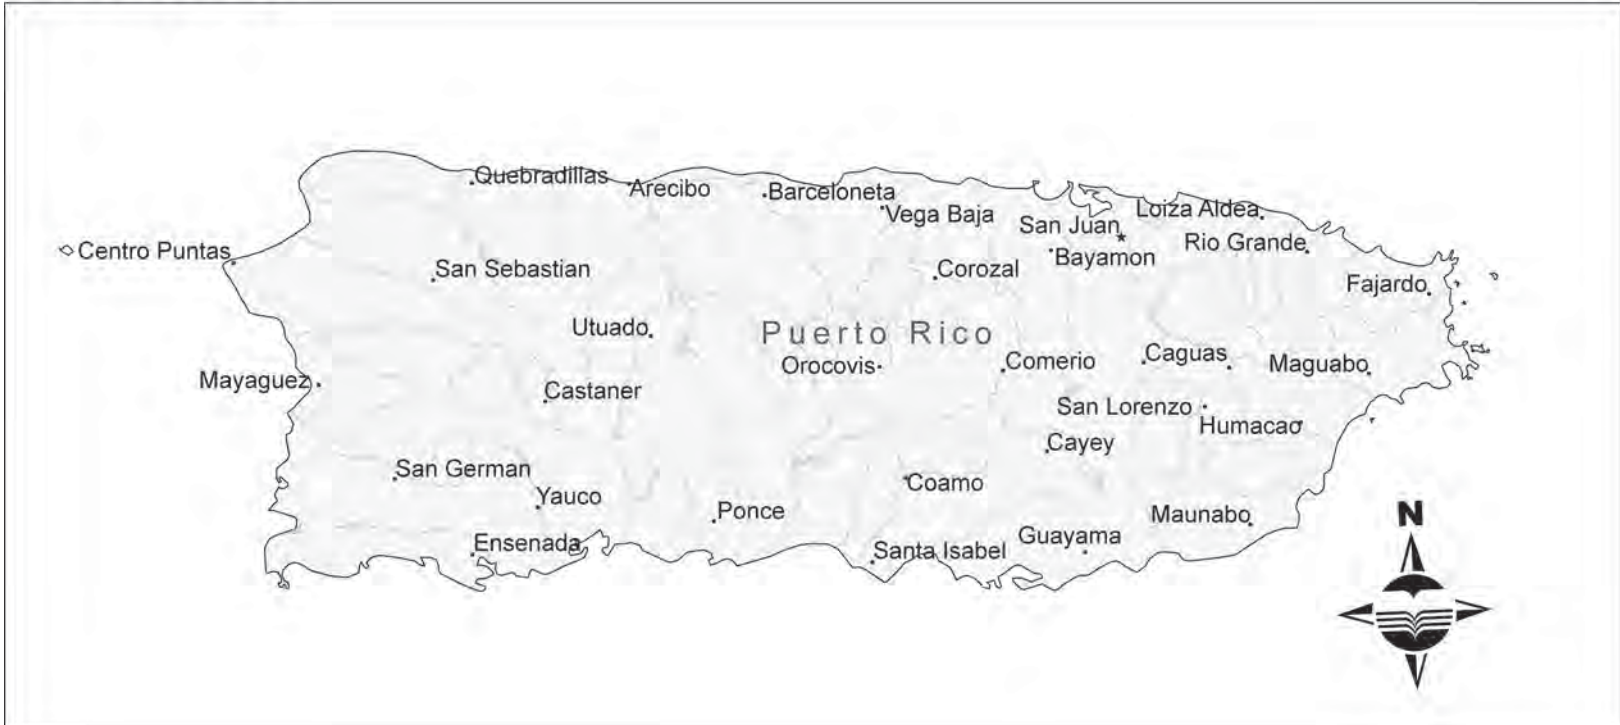 Quebradillas
Arecibo
Barceloneta
Vega Baja
Loiza Aldea
San Juan
Rio Grande
Centro Puntas
Bayamon
San Sebastian
Corozal
Fajardo
Utuado
Puerto Rico
Orocovis
Comerio
Caguas
Maguabo
Mayaguez
Castaner
San Lorenzo
Humacao
Cayey
San German
Coamo
Yauco
Ponce
Maunabo
N
Ensenada
Santa Isabel
Guayama